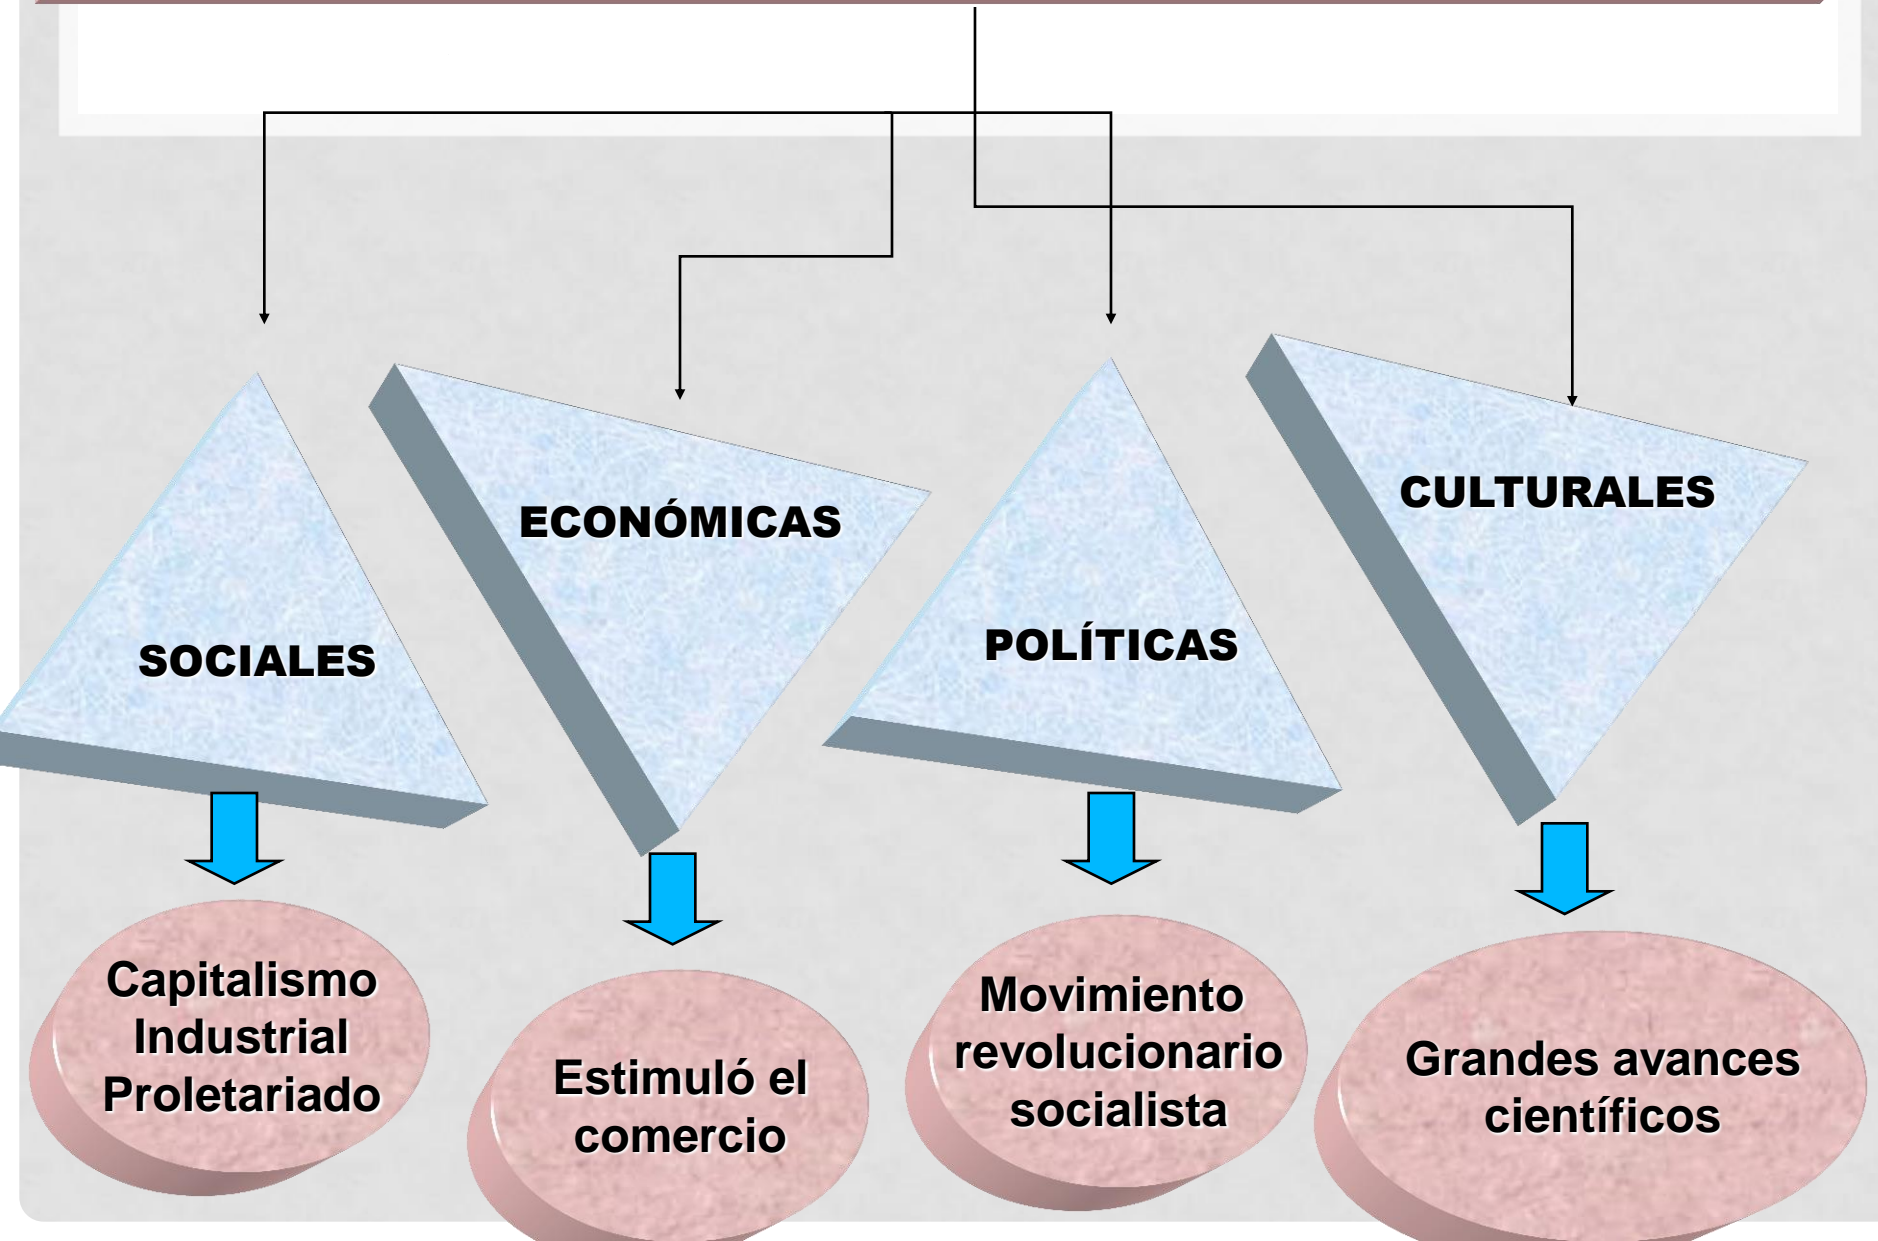 SOCIALES
ECONÓMICAS
POLÍTICAS
CULTURALES
Capitalismo
Industrial
Proletariado
Estimuló el
comercio
Movimiento
revolucionario
socialista
Grandes avances
científicos